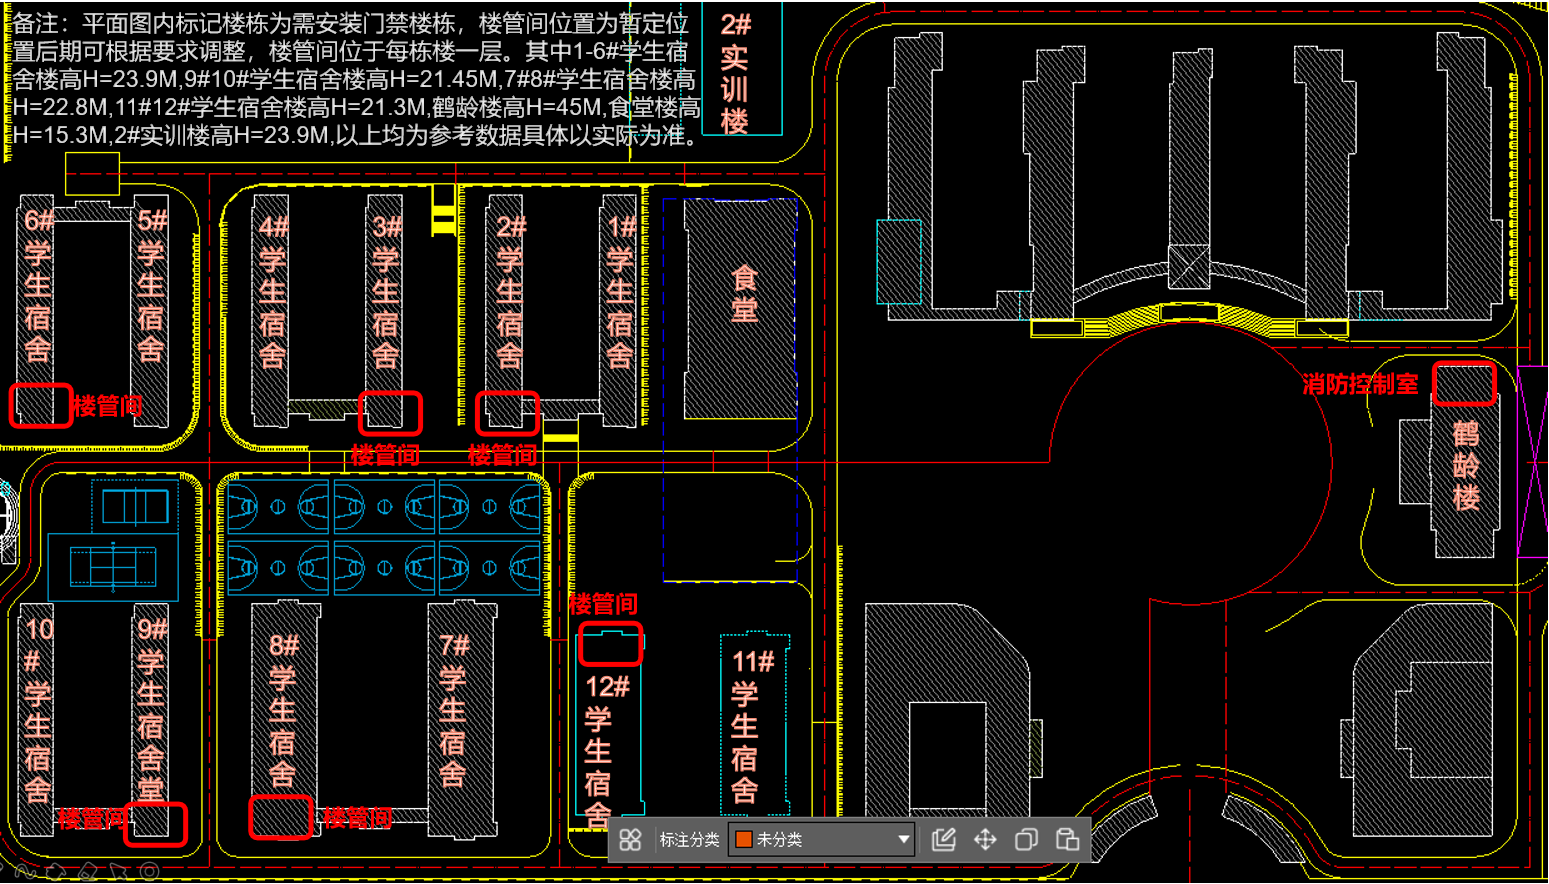 备注：平面图内标记楼栋为需安装门禁楼栋，楼管间位置为暂定位
置后期可根据要求调整，楼管间位于每栋楼一层。其中1-6#学生宿
舍楼高H=23.9M,9#10#学生宿舍楼高H=21.45M,7#8#学生宿舍楼高
H=22.8M,11#12#学生宿舍楼高H=21.3M,鹤龄楼高H=45M,食堂楼高
H=15.3M,2#实训楼高H=23.9M,以上均为参考数据具体以实际为准。
2#实训楼
6#学生宿舍
5#学生宿舍
4#学生宿舍
3#学生宿舍
2#学生宿舍
1#学生宿舍
食堂
楼管间
楼管间
楼管间
消防控制室
鹤龄楼
楼管间
10#学生宿舍
9#学生宿舍堂
8#学生宿舍
7#学生宿舍
12#学生宿舍
11#学生宿舍
楼管间
楼管间
标注分类
未分类